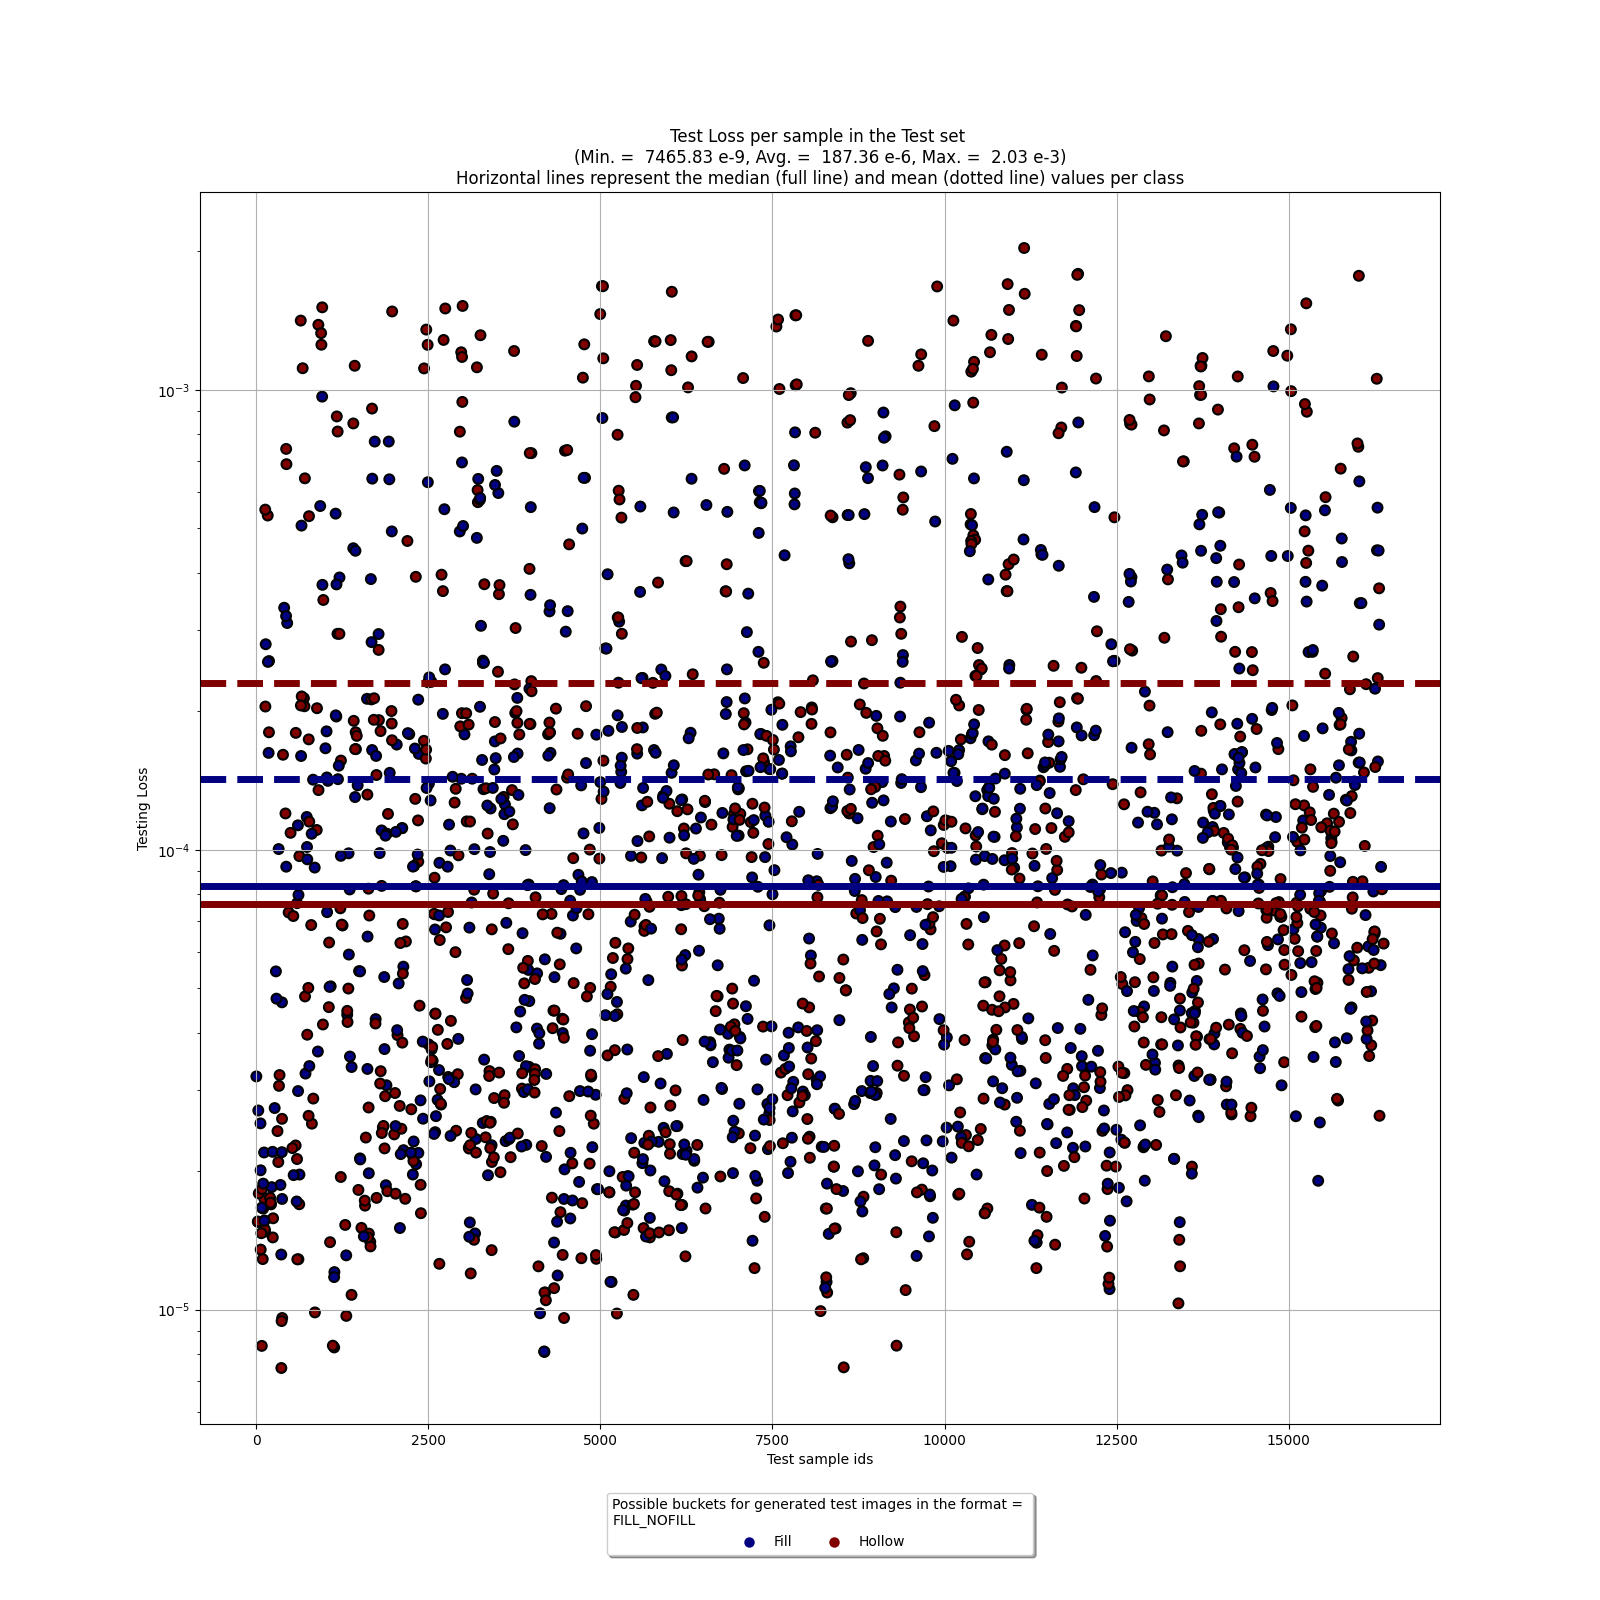 Test Loss per sample in the Test set
(Min. = 7465.83 e-9, Avg. = 187.36 e-6, Max. = 2.03 e-3)
Horizontal lines represent the median (full line) and mean (dotted line) values per class
Testing Loss
10⁻³
10⁻⁴
10⁻⁵
0 2500 5000 7500 10000 12500 15000
Test sample ids
Possible buckets for generated test images in the format =
FILL_NOFILL
Fill Hollow